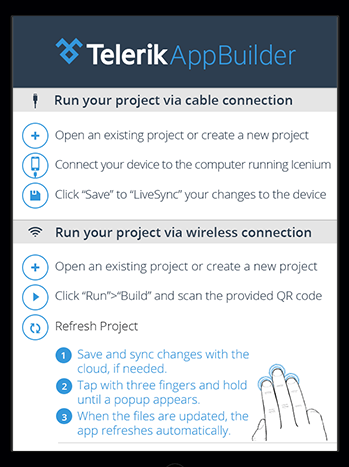 Telerik AppBuilder
Run your project via cable connection
Open an existing project or create a new project
Connect your device to the computer running Icenium
Click “Save” to “LiveSync” your changes to the device
Run your project via wireless connection
Open an existing project or create a new project
Click “Run”>“Build” and scan the provided QR code
Refresh Project
1 Save and sync changes with the
cloud, if needed.
2 Tap with three fingers and hold
until a popup appears.
3 When the files are updated, the
app refreshes automatically.